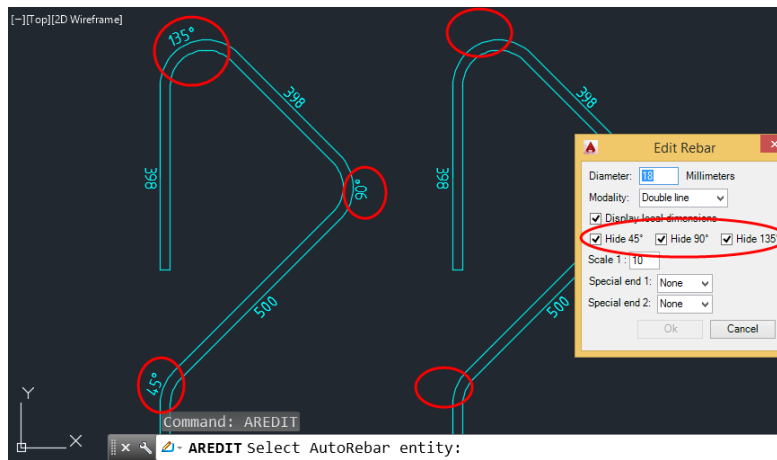 [−][Top][2D Wireframe]
135°
398
398
90°
500
45°
398
398
500
Edit Rebar
Diameter: 18 Millimeters
Modality: Double line
Display local dimensions
Hide 45° Hide 90° Hide 135°
Scale 1 : 10
Special end 1: None
Special end 2: None
Ok Cancel
Y
X
Command: AREDIT
AREDIT Select AutoRebar entity: